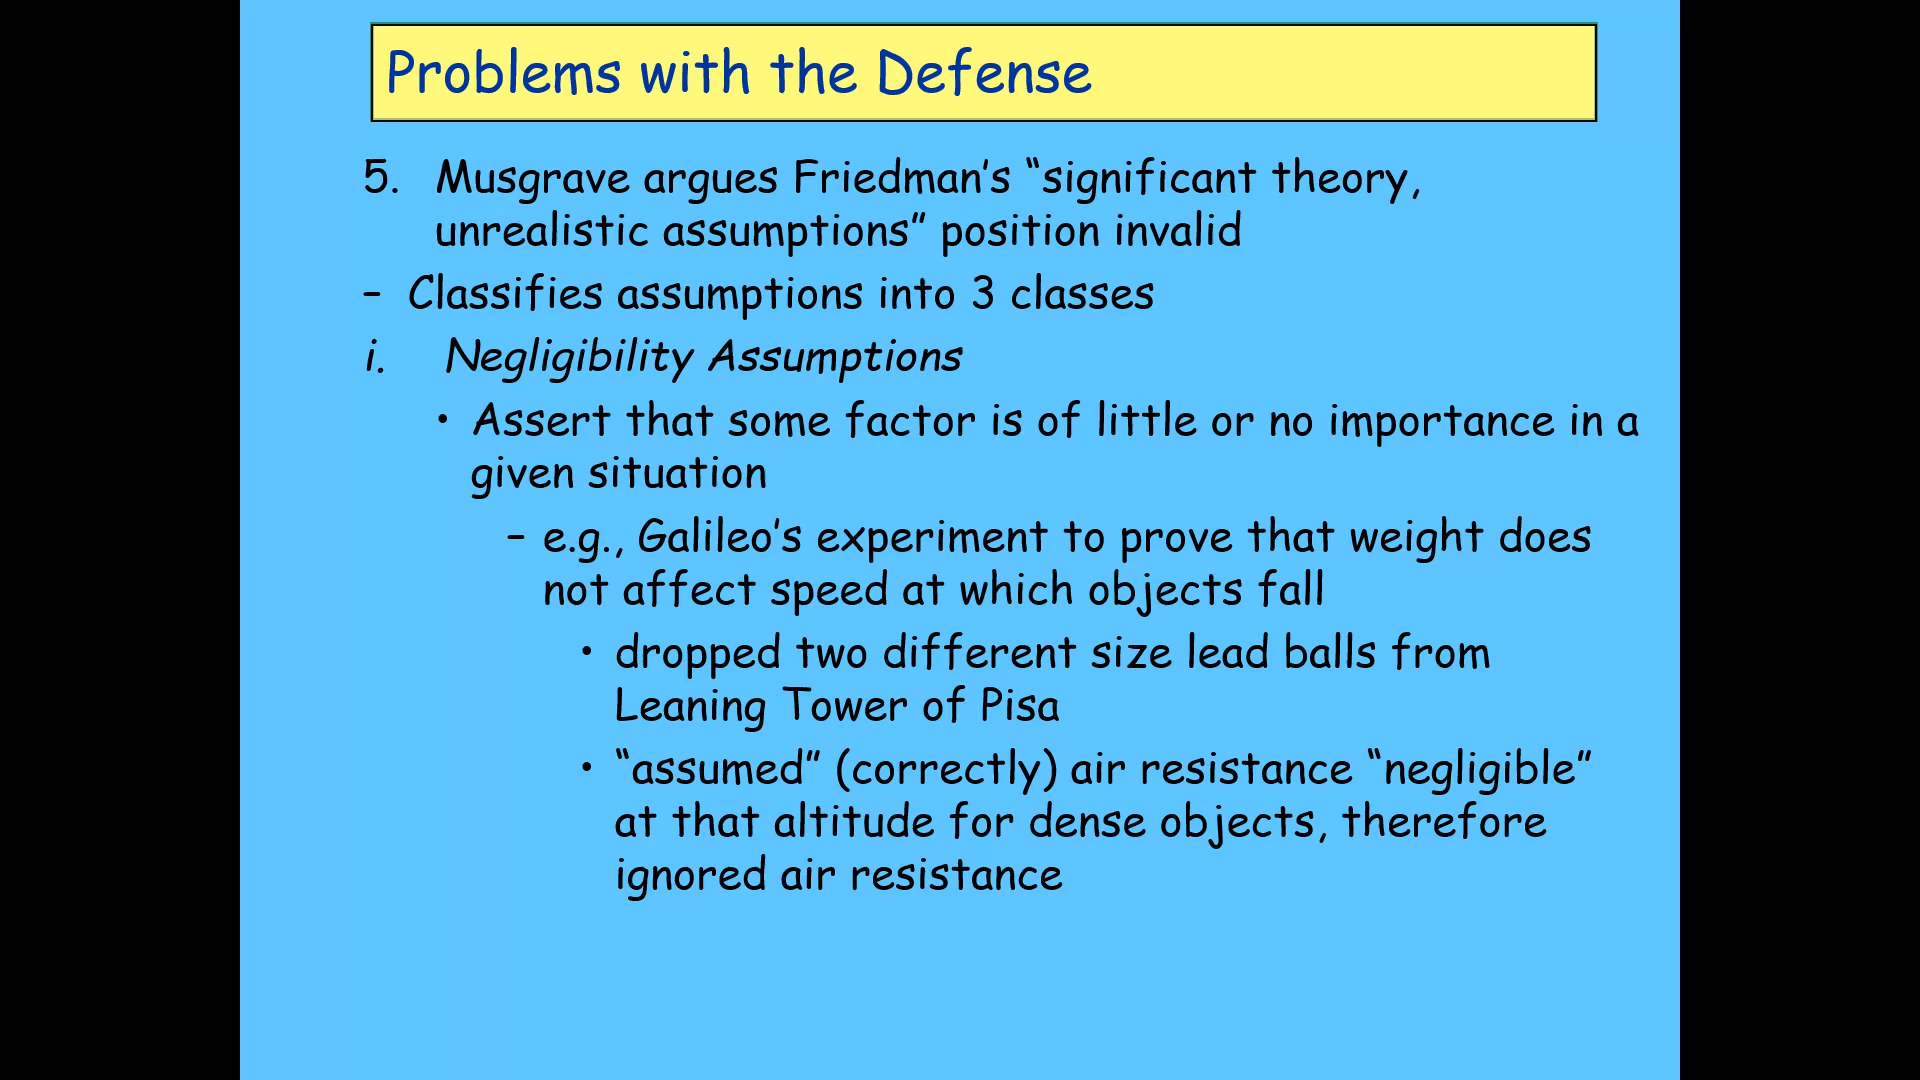 Problems with the Defense
5. Musgrave argues Friedman’s “significant theory,
unrealistic assumptions” position invalid
– Classifies assumptions into 3 classes
i. Negligibility Assumptions
• Assert that some factor is of little or no importance in a
given situation
– e.g., Galileo’s experiment to prove that weight does
not affect speed at which objects fall
• dropped two different size lead balls from
Leaning Tower of Pisa
• “assumed” (correctly) air resistance “negligible”
at that altitude for dense objects, therefore
ignored air resistance